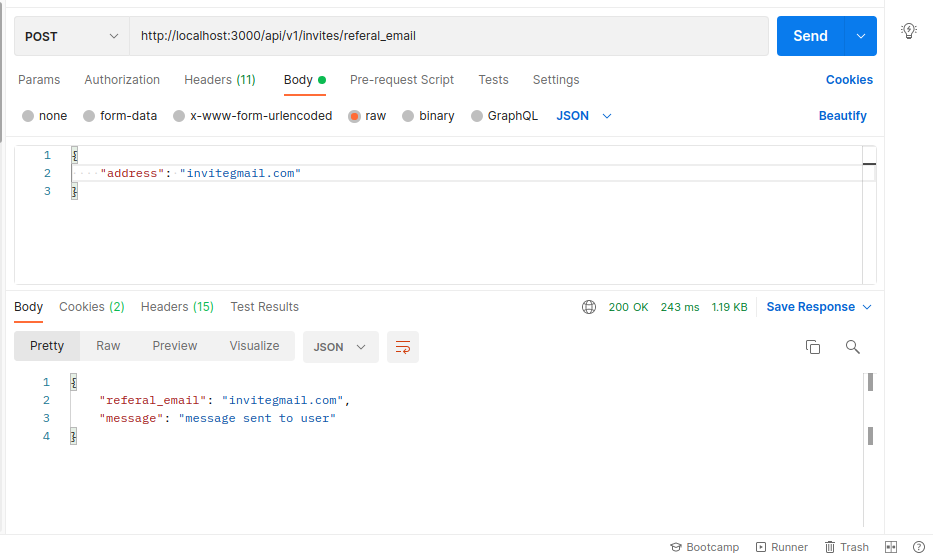 POST http://localhost:3000/api/v1/invites/referal_email Send
Params Authorization Headers (11) Body Pre-request Script Tests Settings Cookies
none form-data x-www-form-urlencoded raw binary GraphQL JSON Beautify
1 {
2 "address": "invitegmail.com"
3 }
Body Cookies (2) Headers (15) Test Results 200 OK 243 ms 1.19 KB Save Response
Pretty Raw Preview Visualize JSON
1 {
2 "referal_email": "invitegmail.com",
3 "message": "message sent to user"
4 }
Bootcamp Runner Trash